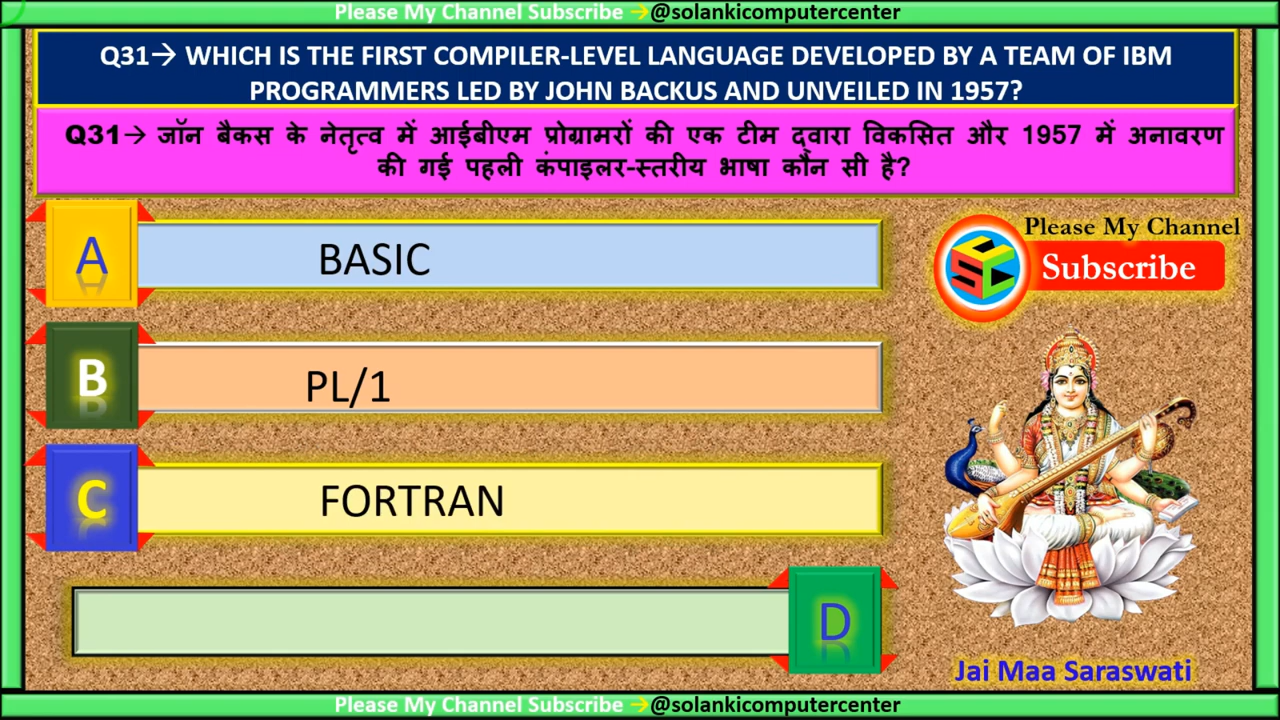 Please My Channel Subscribe →@solankicomputercenter
Q31→ WHICH IS THE FIRST COMPILER-LEVEL LANGUAGE DEVELOPED BY A TEAM OF IBM
PROGRAMMERS LED BY JOHN BACKUS AND UNVEILED IN 1957?
Q31→ जॉन बैकस के नेतृत्व में आईबीएम प्रोग्रामरों की एक टीम द्वारा विकसित और 1957 में अनावरण
की गई पहली कंपाइलर-स्तरीय भाषा कौन सी है?
A BASIC
Please My Channel
Subscribe
SCC
B PL/1
C FORTRAN
D
Jai Maa Saraswati
Please My Channel Subscribe →@solankicomputercenter